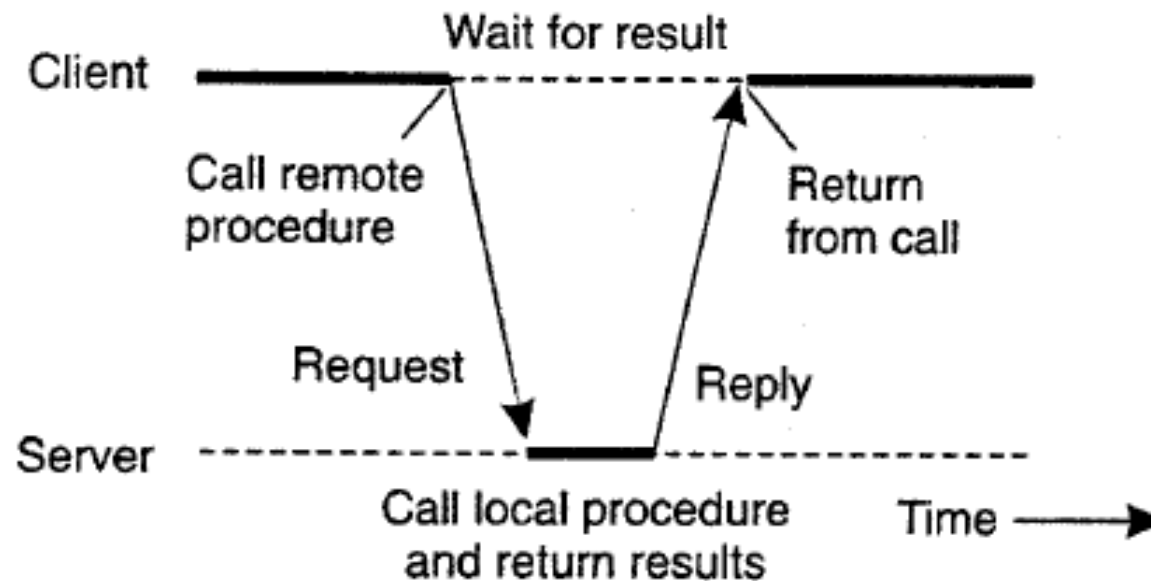 Wait for result
Client
Call remote
procedure
Return
from call
Request
Reply
Server
Call local procedure
and return results
Time